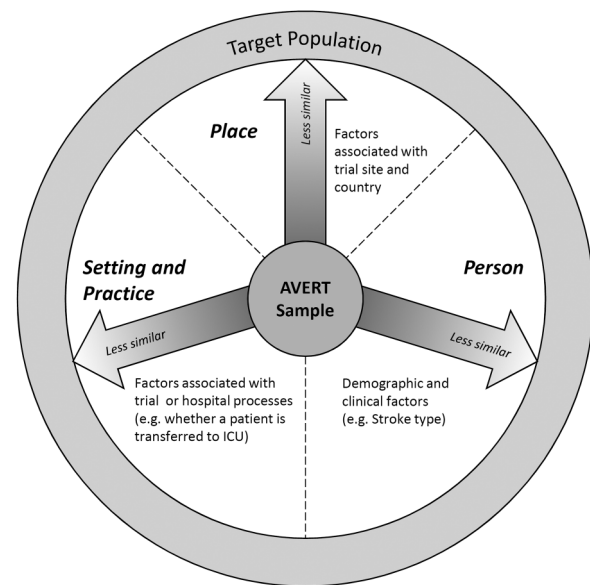 Target Population
Place
Less similar
Factors
associated with
trial site and
country
Setting and
Practice
AVERT
Sample
Person
Less similar
Less similar
Factors associated with
trial or hospital processes
(e.g. whether a patient is
transferred to ICU)
Demographic and
clinical factors
(e.g. Stroke type)